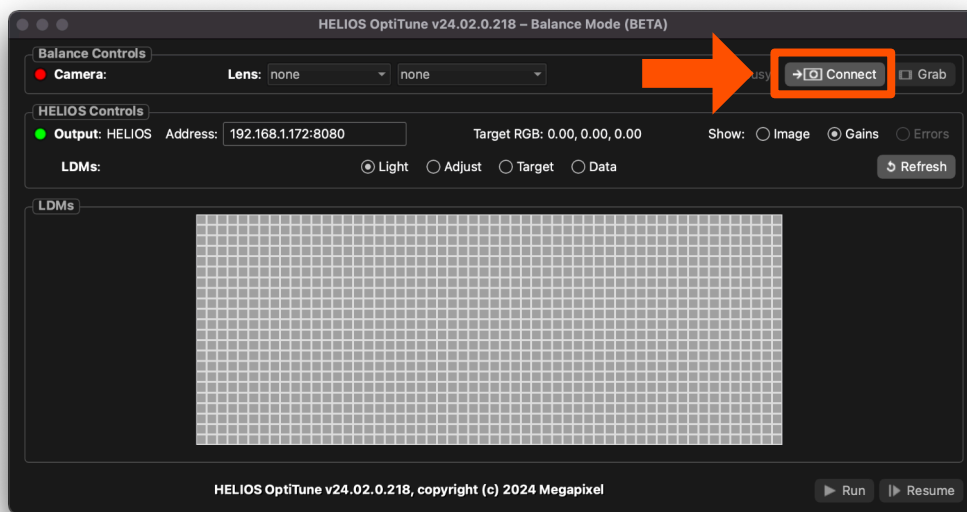 HELIOS OptiTune v24.02.0.218 – Balance Mode (BETA)
Balance Controls
Camera: Lens: none none Connect Grab
HELIOS Controls
Output: HELIOS Address: 192.168.1.172:8080 Target RGB: 0.00, 0.00, 0.00 Show: Image Gains Errors
LDMs: Light Adjust Target Data Refresh
LDMs
HELIOS OptiTune v24.02.0.218, copyright (c) 2024 Megapixel
Run Resume